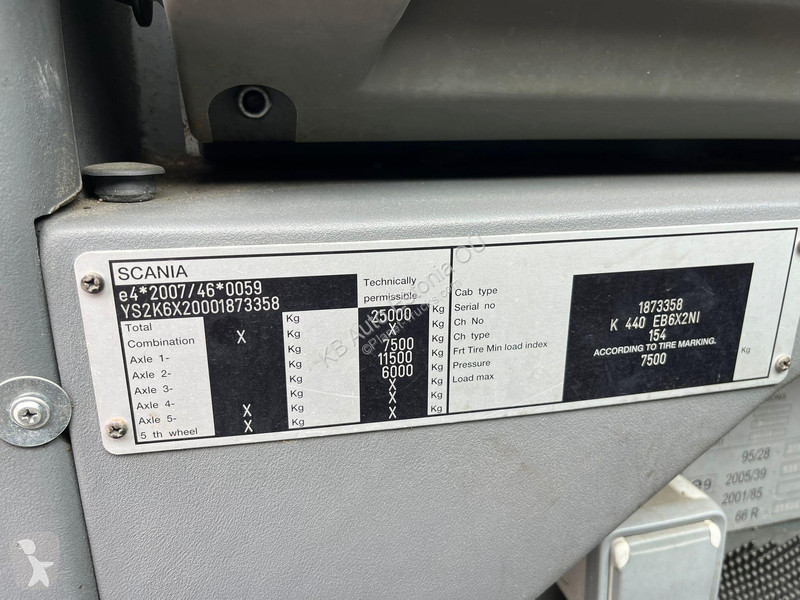 SCANIA
e4*2007/46*0059
YS2K6X20001873358
Technically
permissible.
Total Kg 25000 Kg
Combination X Kg Kg
Axle 1- Kg 7500 Kg
Axle 2- Kg 11500 Kg
Axle 3- Kg 6000 Kg
Axle 4- Kg X Kg
Axle 5- X Kg X Kg
5 th wheel X Kg X Kg
Cab type
Serial no 1873358
Ch No K 440 EB6X2NI
Ch type 154
Frt Tire Min load index ACCORDING TO TIRE MARKING.
Pressure 7500 Kg
Load max
KB Auto Estonia OÜ
95/28
2005/39
2001/85
66 R